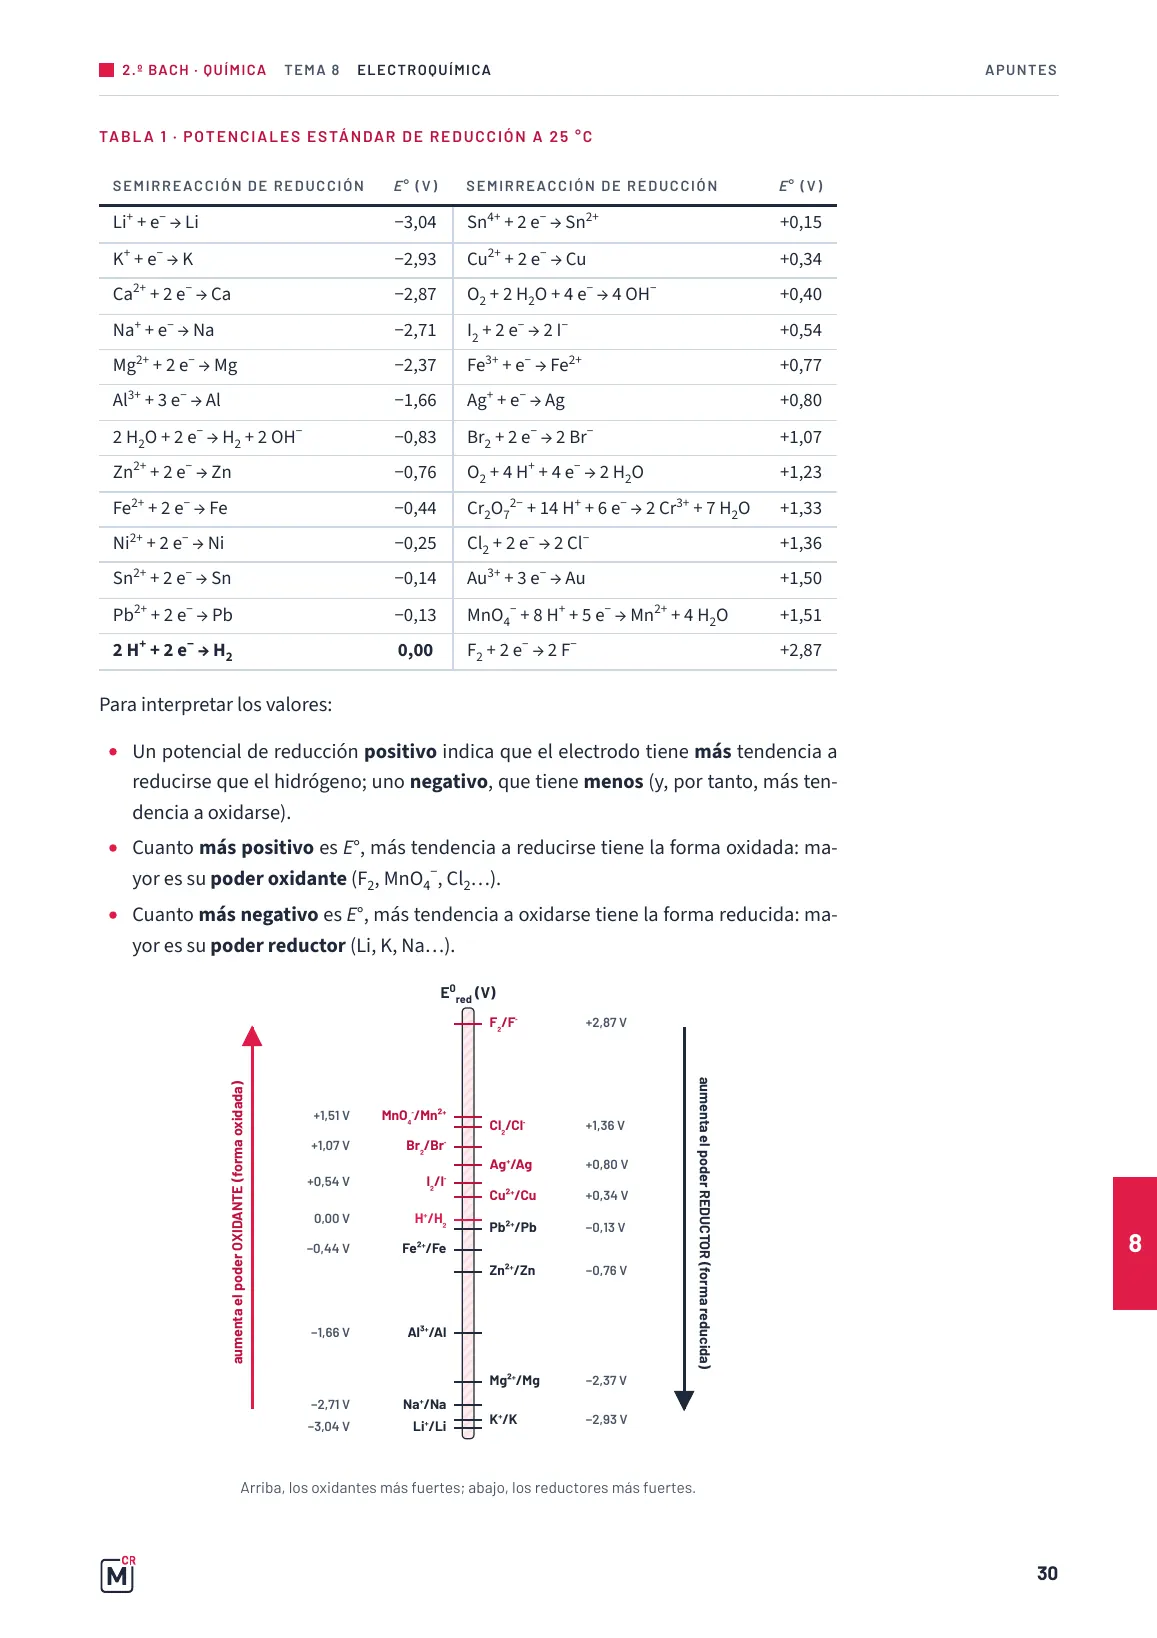 2.º BACH · QUÍMICA TEMA 8 ELECTROQUÍMICA APUNTES
TABLA 1 · POTENCIALES ESTÁNDAR DE REDUCCIÓN A 25 °C
SEMIRREACCIÓN DE REDUCCIÓN E° (V) SEMIRREACCIÓN DE REDUCCIÓN E° (V)
Li⁺ + e⁻ → Li −3,04 Sn⁴⁺ + 2 e⁻ → Sn²⁺ +0,15
K⁺ + e⁻ → K −2,93 Cu²⁺ + 2 e⁻ → Cu +0,34
Ca²⁺ + 2 e⁻ → Ca −2,87 O₂ + 2 H₂O + 4 e⁻ → 4 OH⁻ +0,40
Na⁺ + e⁻ → Na −2,71 I₂ + 2 e⁻ → 2 I⁻ +0,54
Mg²⁺ + 2 e⁻ → Mg −2,37 Fe³⁺ + e⁻ → Fe²⁺ +0,77
Al³⁺ + 3 e⁻ → Al −1,66 Ag⁺ + e⁻ → Ag +0,80
2 H₂O + 2 e⁻ → H₂ + 2 OH⁻ −0,83 Br₂ + 2 e⁻ → 2 Br⁻ +1,07
Zn²⁺ + 2 e⁻ → Zn −0,76 O₂ + 4 H⁺ + 4 e⁻ → 2 H₂O +1,23
Fe²⁺ + 2 e⁻ → Fe −0,44 Cr₂O₇²⁻ + 14 H⁺ + 6 e⁻ → 2 Cr³⁺ + 7 H₂O +1,33
Ni²⁺ + 2 e⁻ → Ni −0,25 Cl₂ + 2 e⁻ → 2 Cl⁻ +1,36
Sn²⁺ + 2 e⁻ → Sn −0,14 Au³⁺ + 3 e⁻ → Au +1,50
Pb²⁺ + 2 e⁻ → Pb −0,13 MnO₄⁻ + 8 H⁺ + 5 e⁻ → Mn²⁺ + 4 H₂O +1,51
2 H⁺ + 2 e⁻ → H₂ 0,00 F₂ + 2 e⁻ → 2 F⁻ +2,87
Para interpretar los valores:
• Un potencial de reducción positivo indica que el electrodo tiene más tendencia a
reducirse que el hidrógeno; uno negativo, que tiene menos (y, por tanto, más ten-
dencia a oxidarse).
• Cuanto más positivo es E°, más tendencia a reducirse tiene la forma oxidada: ma-
yor es su poder oxidante (F₂, MnO₄⁻, Cl₂…).
• Cuanto más negativo es E°, más tendencia a oxidarse tiene la forma reducida: ma-
yor es su poder reductor (Li, K, Na…).
E⁰red (V)
F₂/F⁻ +2,87 V
+1,51 V MnO₄⁻/Mn²⁺
Cl₂/Cl⁻ +1,36 V
+1,07 V Br₂/Br⁻
Ag⁺/Ag +0,80 V
+0,54 V I₂/I⁻
Cu²⁺/Cu +0,34 V
0,00 V H⁺/H₂
Pb²⁺/Pb −0,13 V
−0,44 V Fe²⁺/Fe
Zn²⁺/Zn −0,76 V
−1,66 V Al³⁺/Al
Mg²⁺/Mg −2,37 V
−2,71 V Na⁺/Na
K⁺/K −2,93 V
−3,04 V Li⁺/Li
aumenta el poder OXIDANTE (forma oxidada)
aumenta el poder REDUCTOR (forma reducida)
Arriba, los oxidantes más fuertes; abajo, los reductores más fuertes.
8
M CR
30